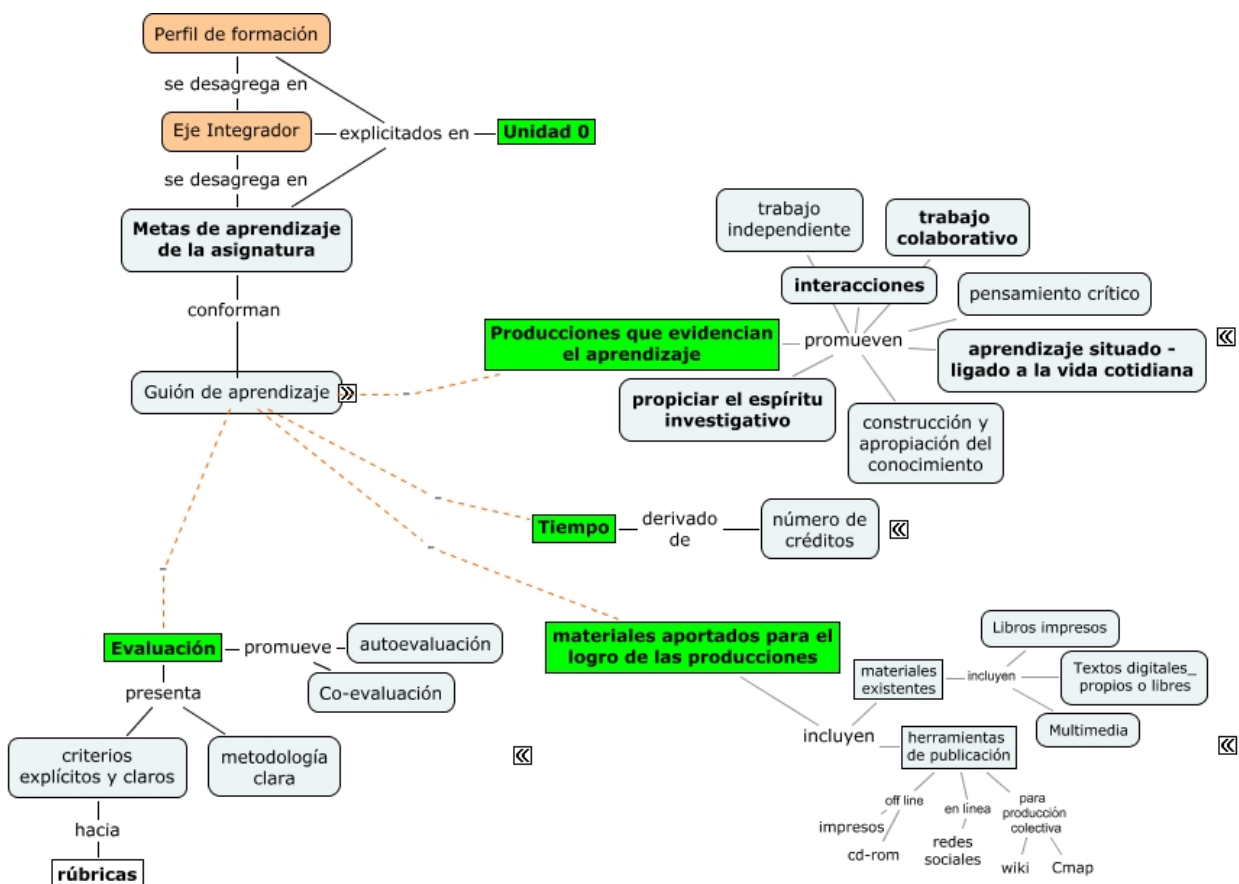 Perfil de formación
se desagrega en
Eje Integrador
explicitados en
Unidad 0
se desagrega en
Metas de aprendizaje
de la asignatura
conforman
Guión de aprendizaje
Producciones que evidencian
el aprendizaje
promueven
trabajo
independiente
trabajo
colaborativo
interacciones
pensamiento crítico
aprendizaje situado -
ligado a la vida cotidiana
propiciar el espíritu
investigativo
construcción y
apropiación del
conocimiento
Tiempo
derivado
de
número de
créditos
Evaluación
promueve
autoevaluación
Co-evaluación
presenta
criterios
explícitos y claros
metodología
clara
hacia
rúbricas
materiales aportados para el
logro de las producciones
incluyen
materiales
existentes
incluyen
Libros impresos
Textos digitales_
propios o libres
Multimedia
herramientas
de publicación
off line
impresos
cd-rom
en línea
redes
sociales
para
producción
colectiva
wiki
Cmap